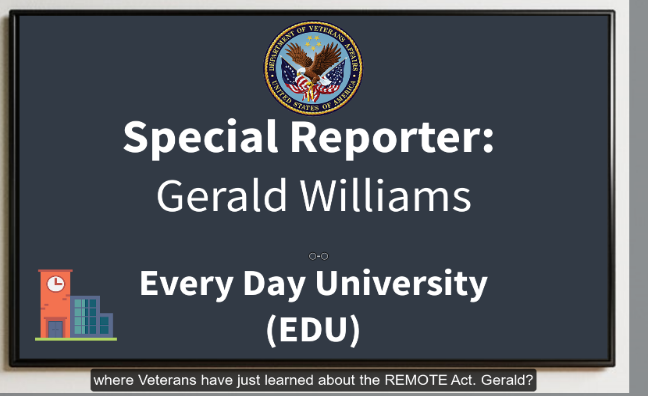 DEPARTMENT OF VETERANS AFFAIRS
UNITED STATES OF AMERICA
Special Reporter:
Gerald Williams
Every Day University
(EDU)
where Veterans have just learned about the REMOTE Act. Gerald?